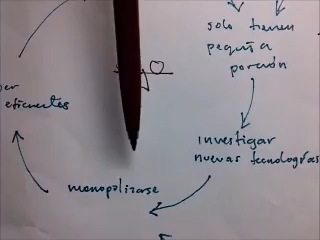 solo tienen
pequeña
porción
eficientes
investigar
nuevas tecnologías
monopolizarse